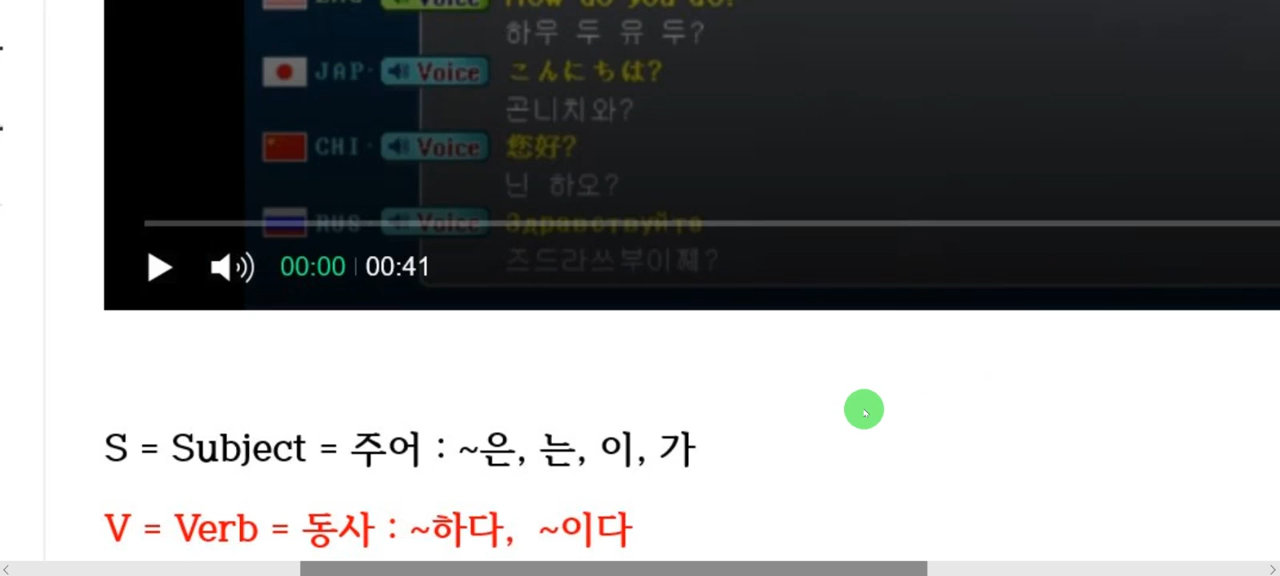 Voice How do you do?
하우 두 유 두?
JAP· Voice こんにちは?
곤니치와?
CHI· Voice 您好?
닌 하오?
RUS· Voice Здравствуйте
즈드라쓰부이쩨?
00:00 00:41
S = Subject = 주어 : ~은, 는, 이, 가
V = Verb = 동사 : ~하다, ~이다